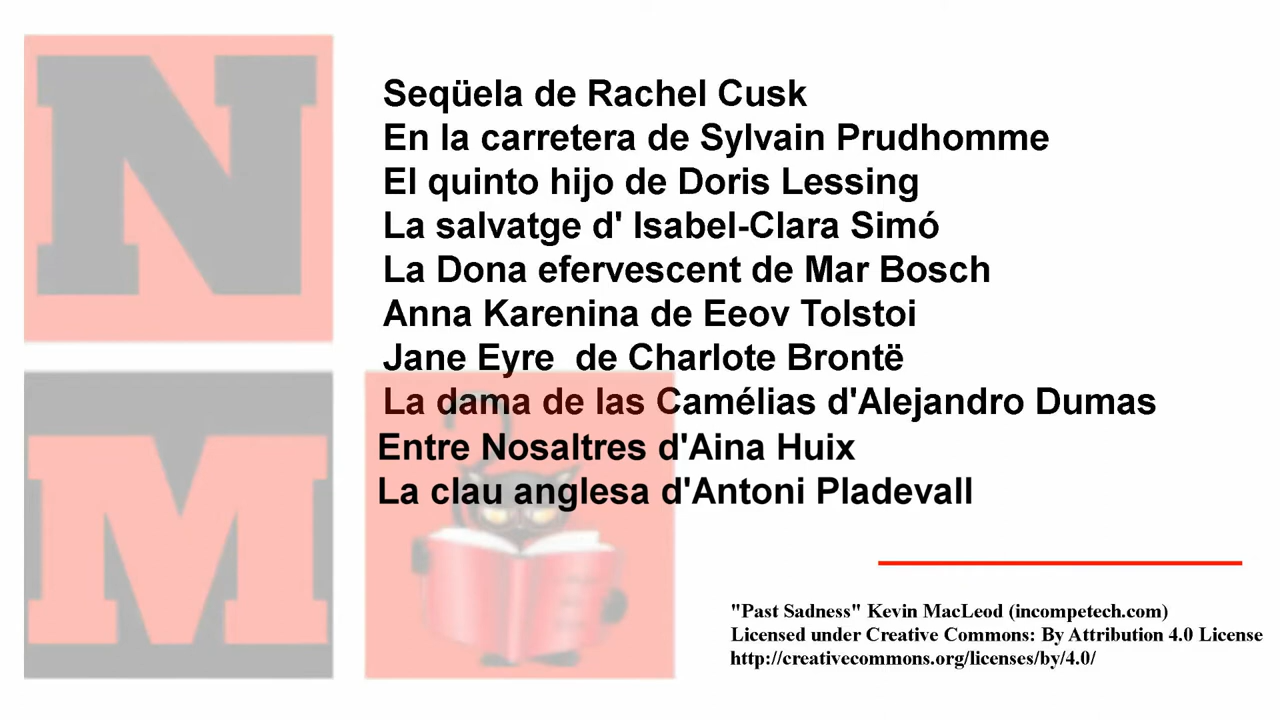 N
M
Seqüela de Rachel Cusk
En la carretera de Sylvain Prudhomme
El quinto hijo de Doris Lessing
La salvatge d' Isabel-Clara Simó
La Dona efervescent de Mar Bosch
Anna Karenina de Eeov Tolstoi
Jane Eyre  de Charlote Brontë
La dama de las Camélias d'Alejandro Dumas
Entre Nosaltres d'Aina Huix
La clau anglesa d'Antoni Pladevall
"Past Sadness" Kevin MacLeod (incompetech.com)
Licensed under Creative Commons: By Attribution 4.0 License
http://creativecommons.org/licenses/by/4.0/